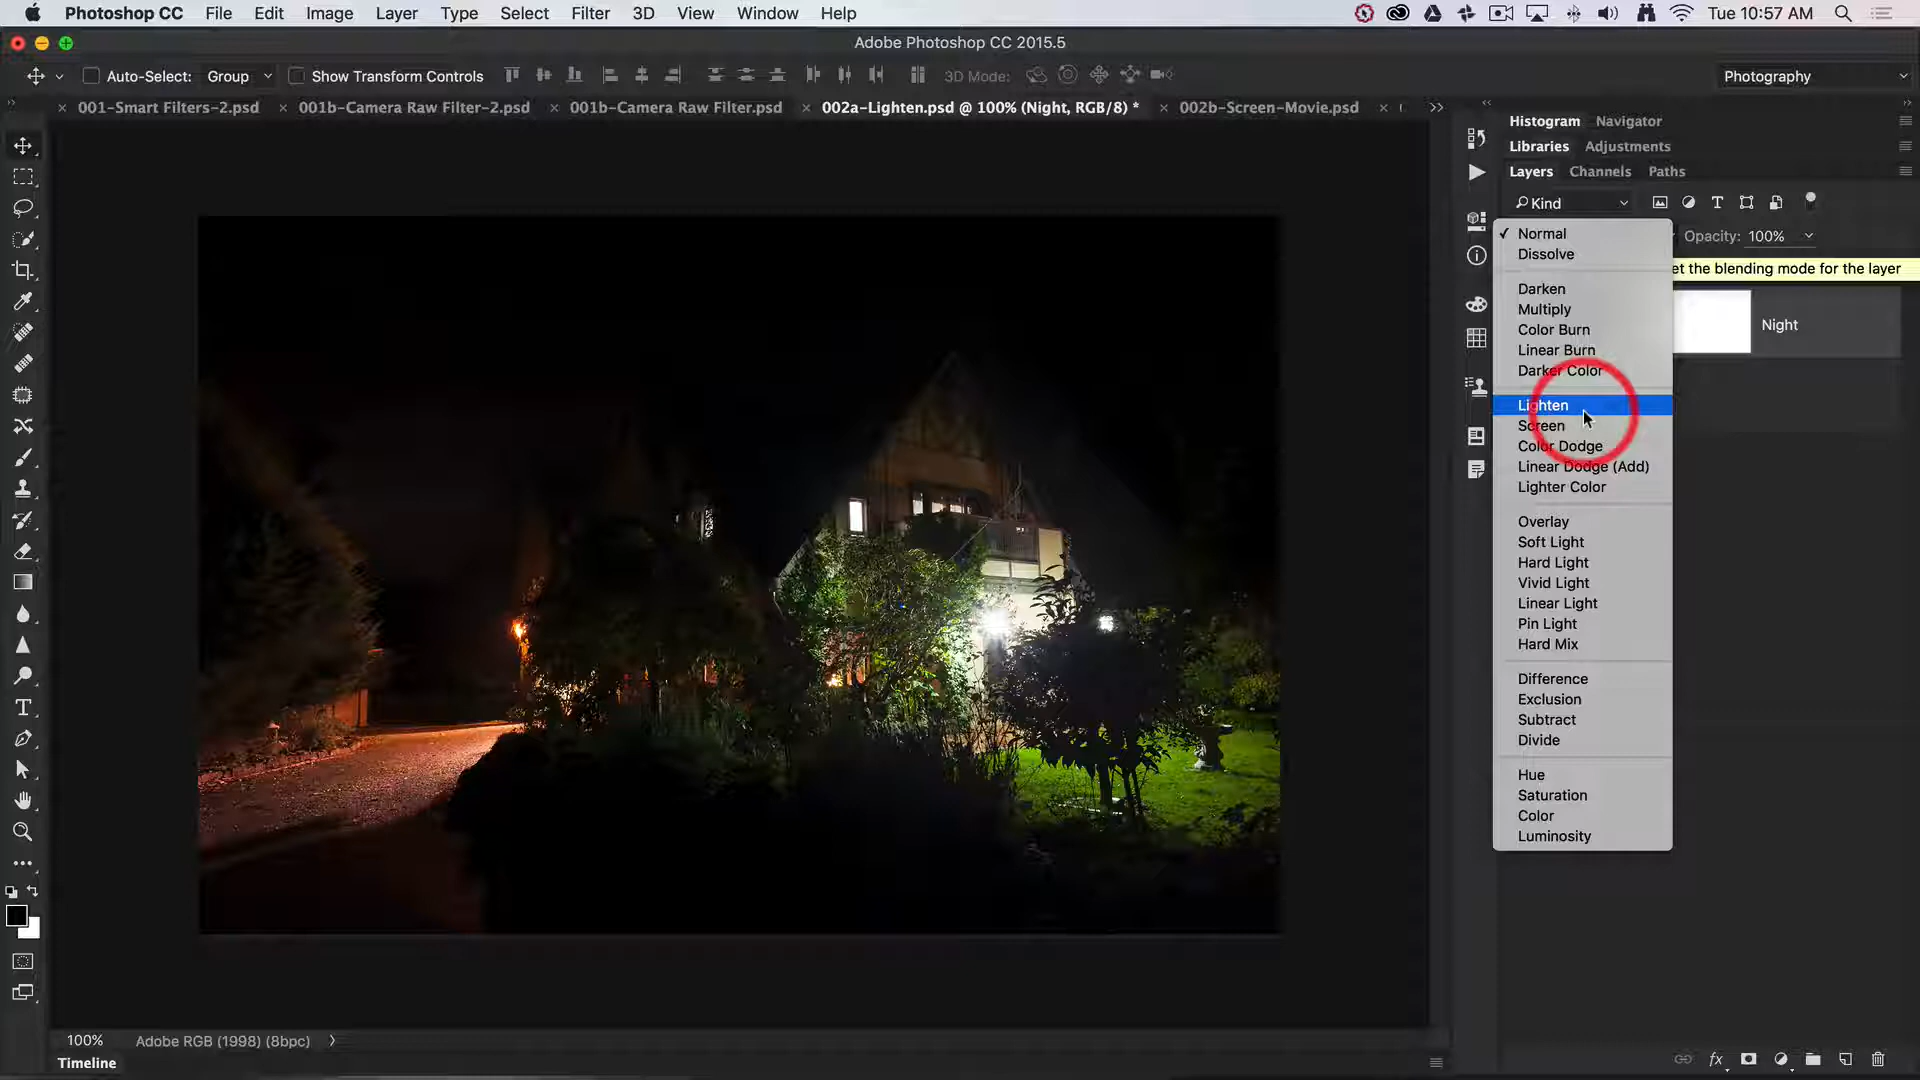 Photoshop CC File Edit Image Layer Type Select Filter 3D View Window Help Tue 10:57 AM
Adobe Photoshop CC 2015.5
Auto-Select: Group Show Transform Controls 3D Mode: Photography
001-Smart Filters-2.psd 001b-Camera Raw Filter-2.psd 001b-Camera Raw Filter.psd 002a-Lighten.psd @ 100% (Night, RGB/8) * 002b-Screen-Movie.psd
Histogram Navigator
Libraries Adjustments
Layers Channels Paths
Kind
Normal
Opacity: 100%
Dissolve
et the blending mode for the layer
Darken
Multiply
Night
Color Burn
Linear Burn
Darker Color
Lighten
Screen
Color Dodge
Linear Dodge (Add)
Lighter Color
Overlay
Soft Light
Hard Light
Vivid Light
Linear Light
Pin Light
Hard Mix
Difference
Exclusion
Subtract
Divide
Hue
Saturation
Color
Luminosity
100% Adobe RGB (1998) (8bpc)
Timeline
fx